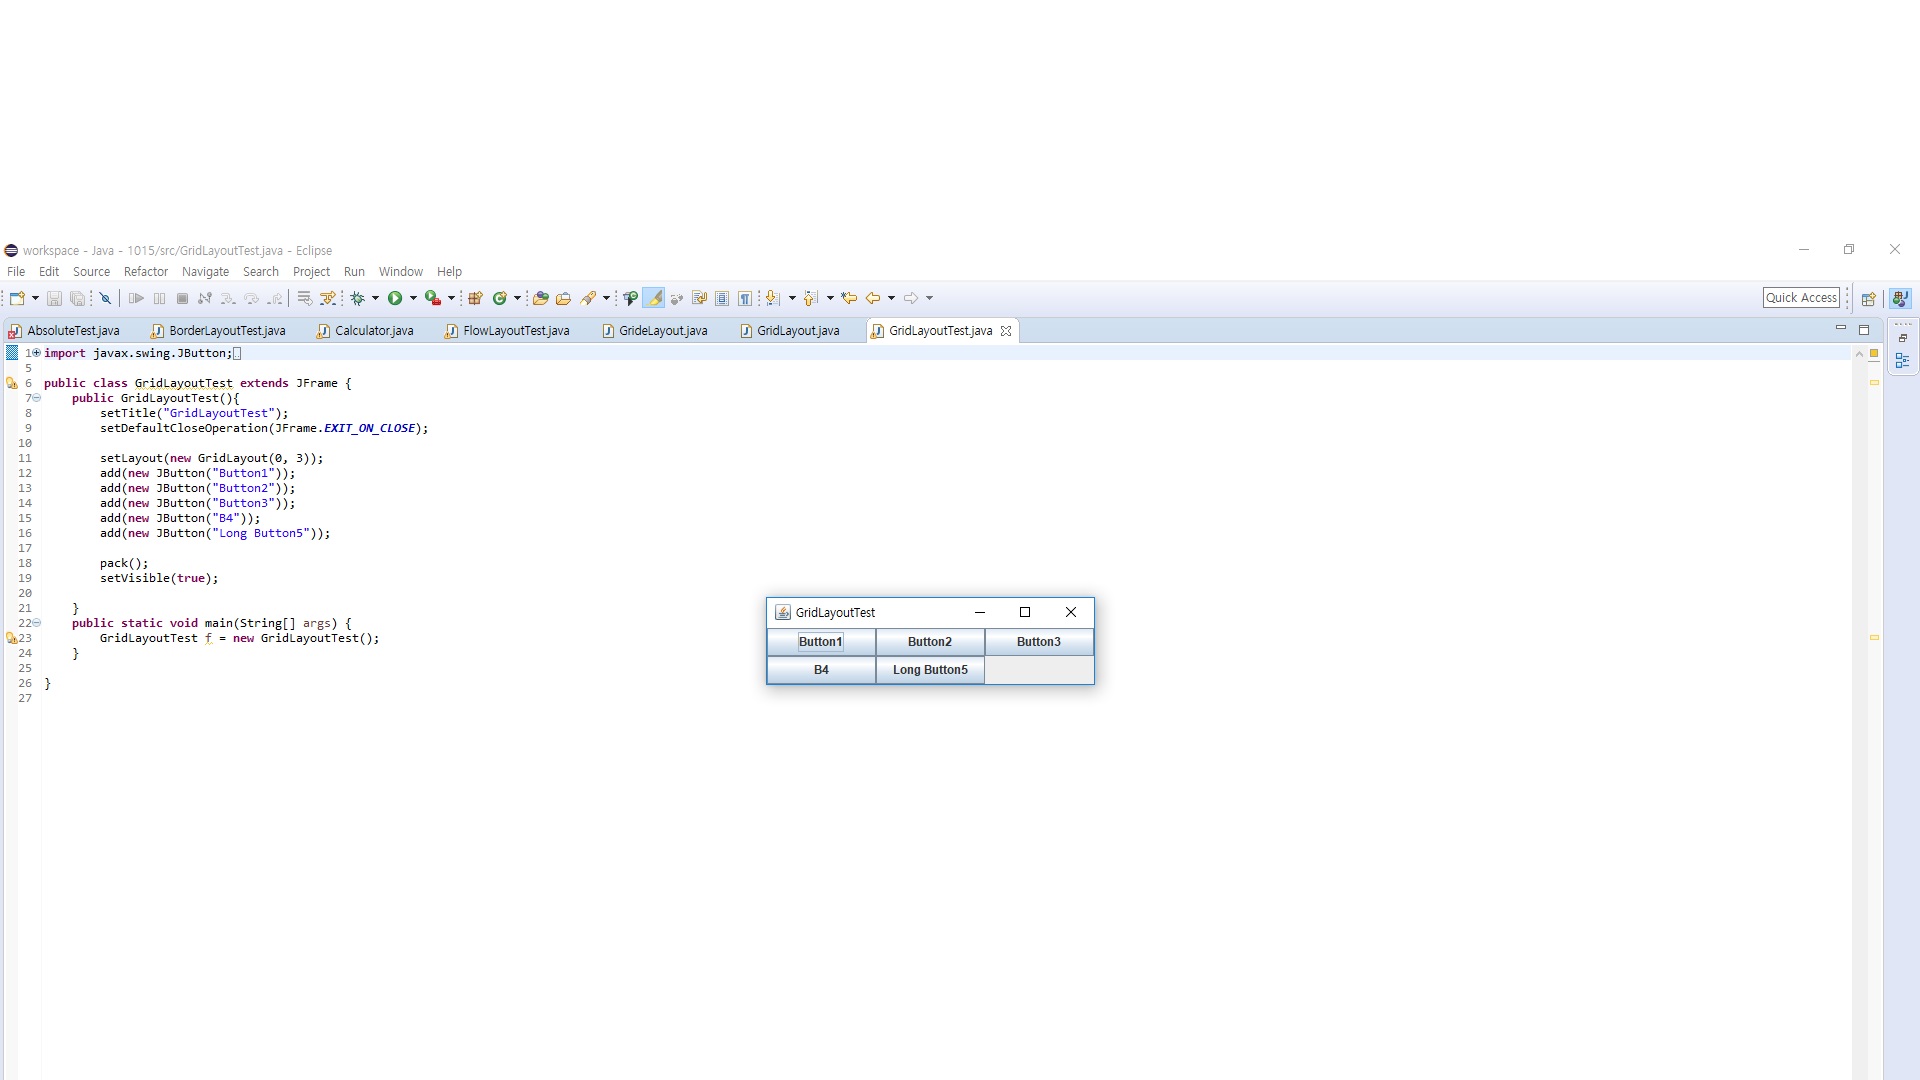 workspace - Java - 1015/src/GridLayoutTest.java - Eclipse
File Edit Source Refactor Navigate Search Project Run Window Help
Quick Access
AbsoluteTest.java BorderLayoutTest.java Calculator.java FlowLayoutTest.java GrideLayout.java GridLayout.java GridLayoutTest.java
1 import javax.swing.JButton;
5
6 public class GridLayoutTest extends JFrame {
7 public GridLayoutTest(){
8 setTitle("GridLayoutTest");
9 setDefaultCloseOperation(JFrame.EXIT_ON_CLOSE);
10
11 setLayout(new GridLayout(0, 3));
12 add(new JButton("Button1"));
13 add(new JButton("Button2"));
14 add(new JButton("Button3"));
15 add(new JButton("B4"));
16 add(new JButton("Long Button5"));
17
18 pack();
19 setVisible(true);
20
21 }
22 public static void main(String[] args) {
23 GridLayoutTest f = new GridLayoutTest();
24 }
25
26 }
27
GridLayoutTest
Button1 Button2 Button3
B4 Long Button5